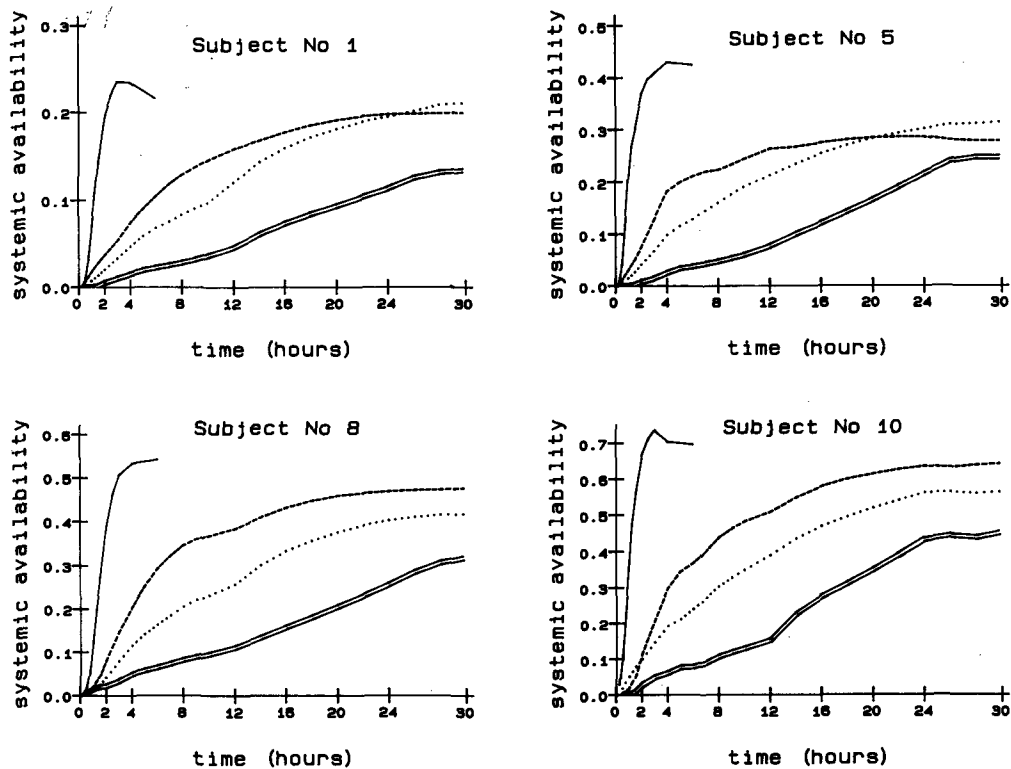 Subject No 1
systemic availability
0.3
0.2
0.1
0.0
0 2 4 8 12 16 20 24 30
time (hours)
Subject No 5
systemic availability
0.5
0.4
0.3
0.2
0.1
0.0
0 2 4 8 12 16 20 24 30
time (hours)
Subject No 8
systemic availability
0.6
0.5
0.4
0.3
0.2
0.1
0.0
0 2 4 8 12 16 20 24 30
time (hours)
Subject No 10
systemic availability
0.7
0.6
0.5
0.4
0.3
0.2
0.1
0.0
0 2 4 8 12 16 20 24 30
time (hours)